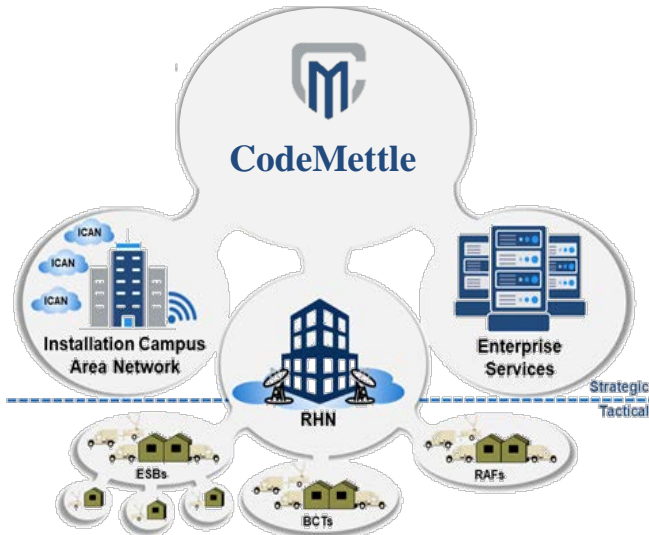 CodeMettle
ICAN
ICAN
ICAN
Installation Campus
Area Network
Enterprise
Services
RHN
Strategic
Tactical
ESBs
RAFs
BCTs